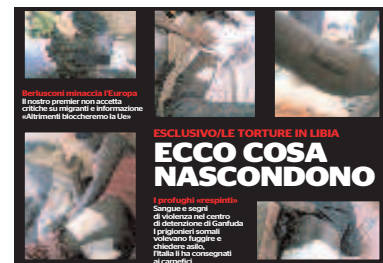 Berlusconi minaccia l'Europa
Il nostro premier non accetta
critiche su migranti e informazione
«Altrimenti bloccheremo la Ue»
ESCLUSIVO/LE TORTURE IN LIBIA
ECCO COSA
NASCONDONO
I profughi «respinti»
Sangue e segni
di violenza nel centro
di detenzione di Ganfuda
I prigionieri somali
volevano fuggire e
chiedere asilo,
l'Italia li ha consegnati
ai carnefici